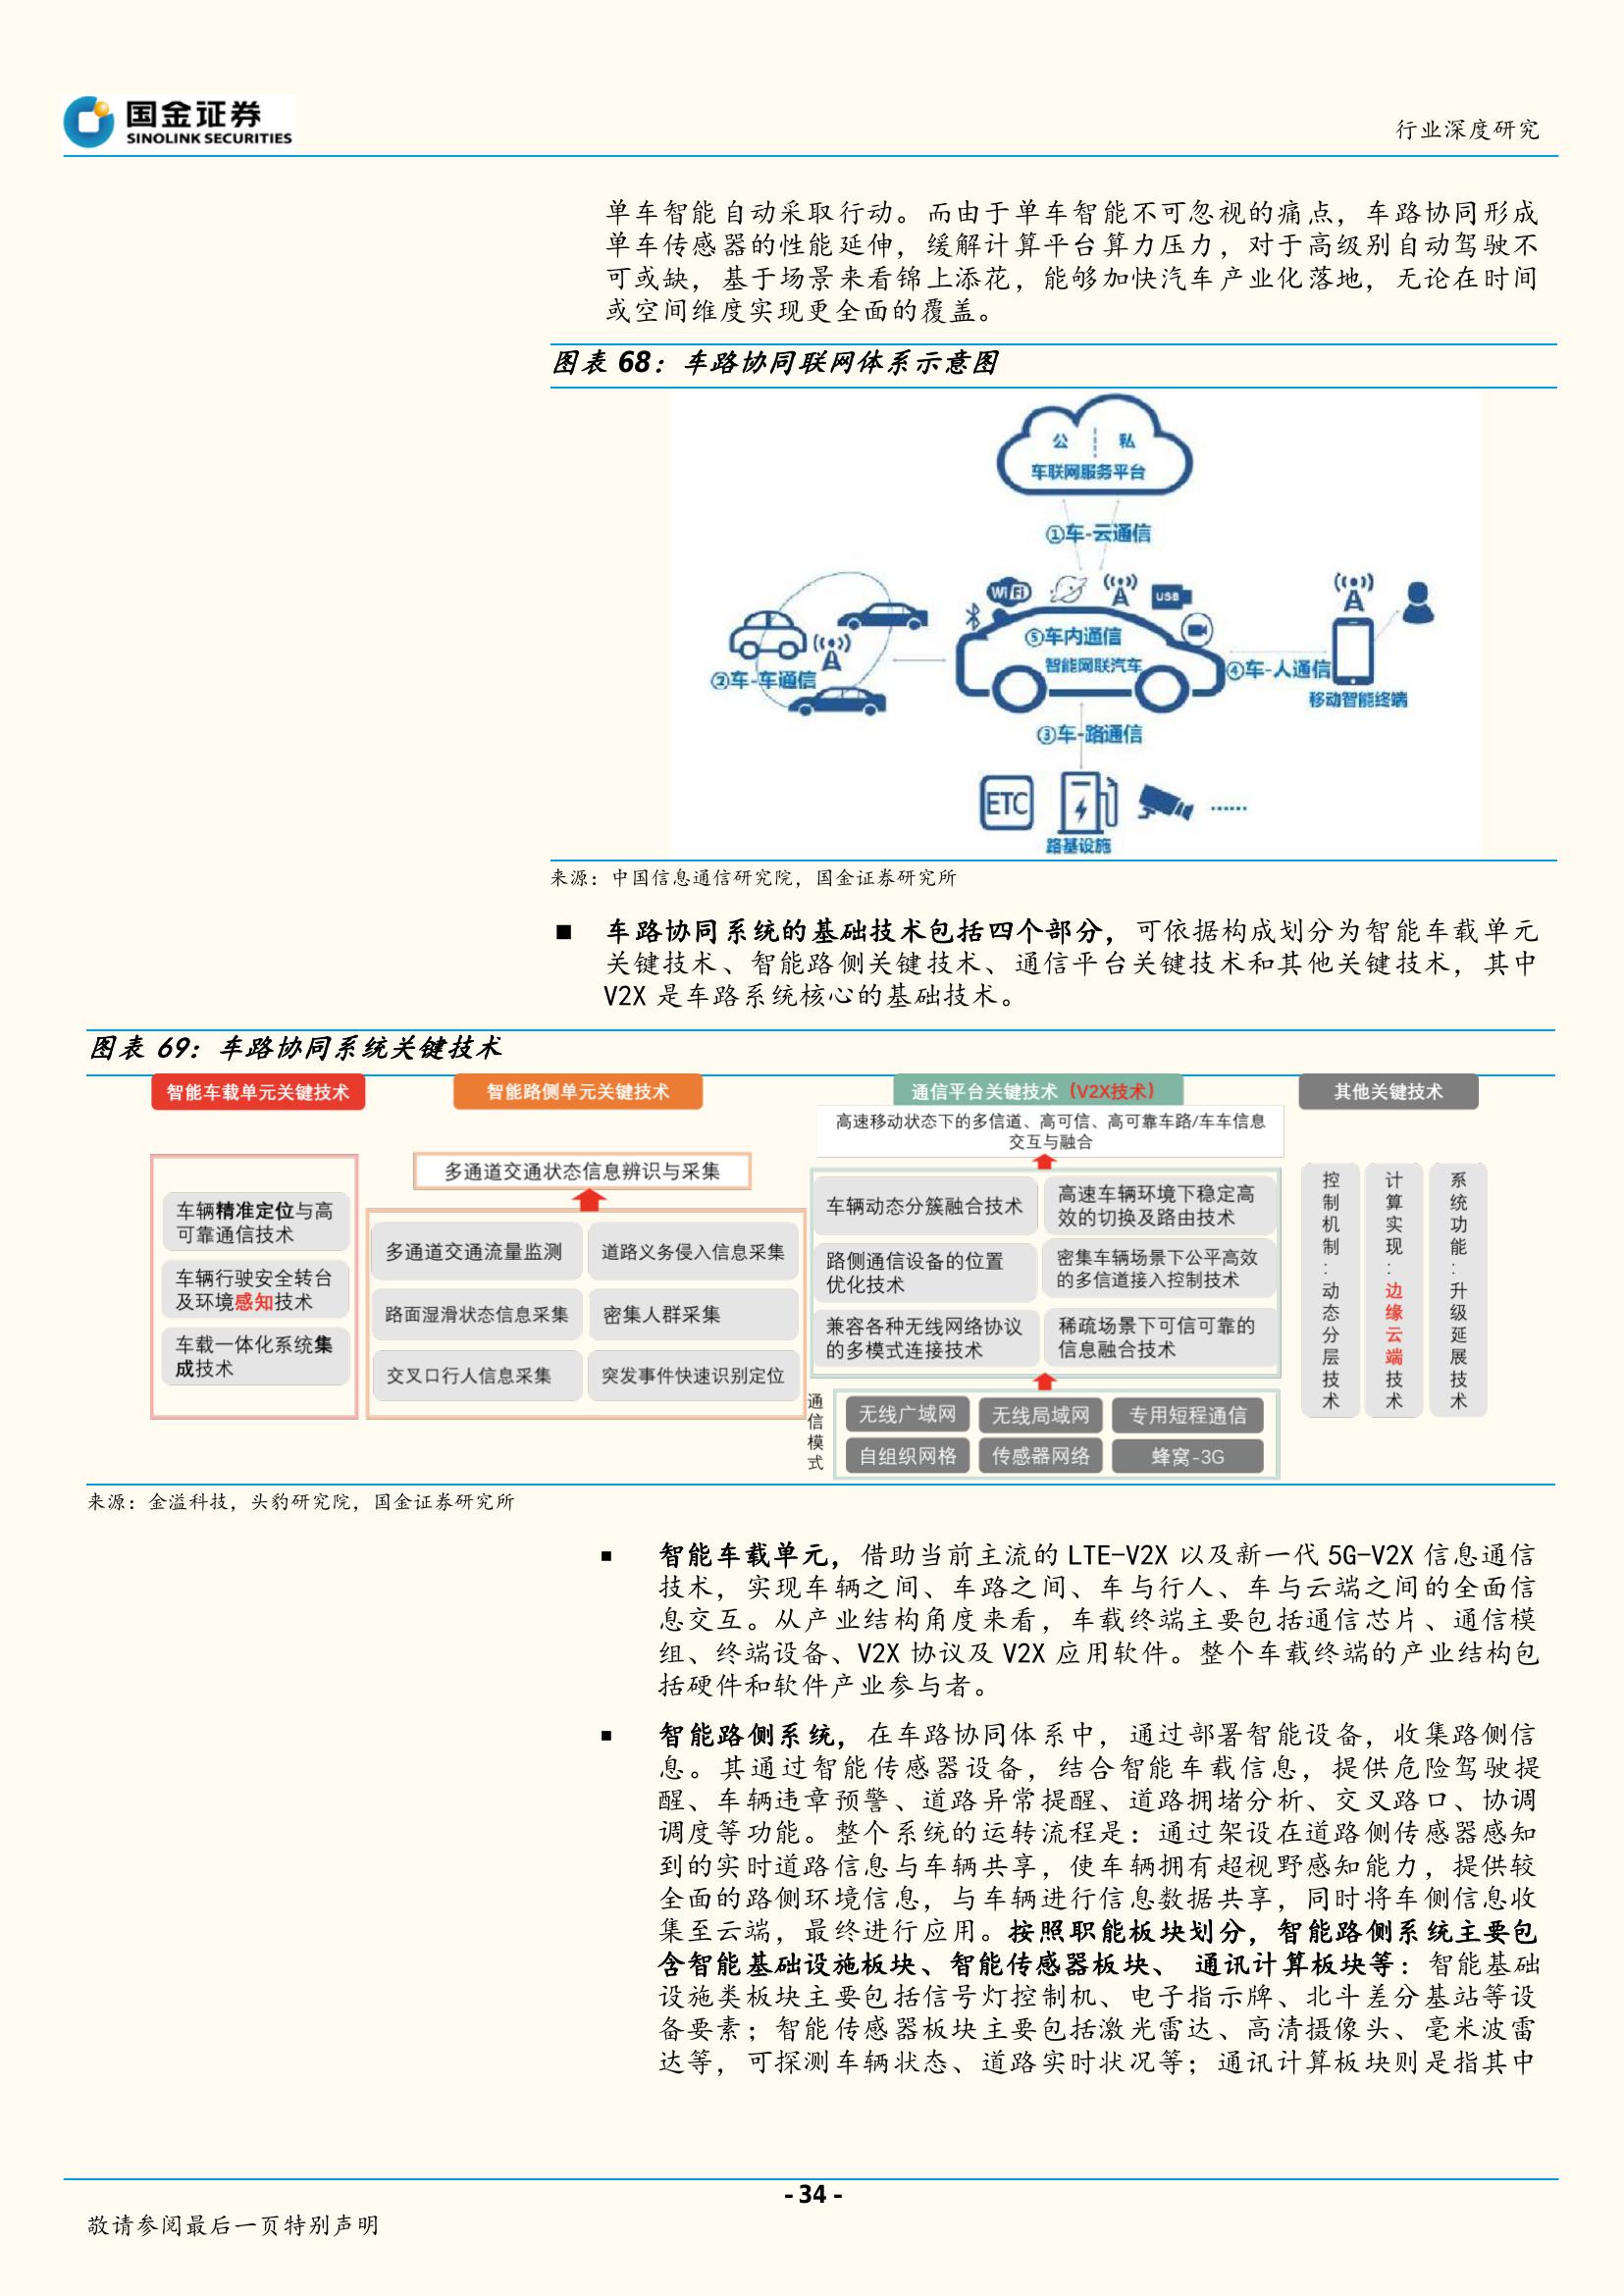 国金证券
SINOLINK SECURITIES
行业深度研究
单车智能自动采取行动。而由于单车智能不可忽视的痛点，车路协同形成
单车传感器的性能延伸，缓解计算平台算力压力，对于高级别自动驾驶不
可或缺，基于场景来看锦上添花，能够加快汽车产业化落地，无论在时间
或空间维度实现更全面的覆盖。
图表 68：车路协同联网体系示意图
公 私
车联网服务平台
①车-云通信
WiFi
USB
⑤车内通信
智能网联汽车
②车-车通信
④车-人通信
移动智能终端
③车-路通信
ETC
……
路基设施
来源：中国信息通信研究院，国金证券研究所
■ 车路协同系统的基础技术包括四个部分，可依据构成划分为智能车载单元
关键技术、智能路侧关键技术、通信平台关键技术和其他关键技术，其中
V2X 是车路系统核心的基础技术。
图表 69：车路协同系统关键技术
智能车载单元关键技术
车辆精准定位与高
可靠通信技术
车辆行驶安全转台
及环境感知技术
车载一体化系统集
成技术
智能路侧单元关键技术
多通道交通状态信息辨识与采集
多通道交通流量监测
道路义务侵入信息采集
路面湿滑状态信息采集
密集人群采集
交叉口行人信息采集
突发事件快速识别定位
通信平台关键技术（V2X技术）
高速移动状态下的多信道、高可信、高可靠车路/车车信息
交互与融合
车辆动态分簇融合技术
高速车辆环境下稳定高
效的切换及路由技术
路侧通信设备的位置
优化技术
密集车辆场景下公平高效
的多信道接入控制技术
兼容各种无线网络协议
的多模式连接技术
稀疏场景下可信可靠的
信息融合技术
通信模式
无线广域网
无线局域网
专用短程通信
自组织网格
传感器网络
蜂窝-3G
其他关键技术
控制机制：动态分层技术
计算实现：边缘云端技术
系统功能：升级延展技术
来源：金溢科技，头豹研究院，国金证券研究所
▪ 智能车载单元，借助当前主流的 LTE-V2X 以及新一代 5G-V2X 信息通信
技术，实现车辆之间、车路之间、车与行人、车与云端之间的全面信
息交互。从产业结构角度来看，车载终端主要包括通信芯片、通信模
组、终端设备、V2X 协议及 V2X 应用软件。整个车载终端的产业结构包
括硬件和软件产业参与者。
▪ 智能路侧系统，在车路协同体系中，通过部署智能设备，收集路侧信
息。其通过智能传感器设备，结合智能车载信息，提供危险驾驶提
醒、车辆违章预警、道路异常提醒、道路拥堵分析、交叉路口、协调
调度等功能。整个系统的运转流程是：通过架设在道路侧传感器感知
到的实时道路信息与车辆共享，使车辆拥有超视野感知能力，提供较
全面的路侧环境信息，与车辆进行信息数据共享，同时将车侧信息收
集至云端，最终进行应用。按照职能板块划分，智能路侧系统主要包
含智能基础设施板块、智能传感器板块、 通讯计算板块等：智能基础
设施类板块主要包括信号灯控制机、电子指示牌、北斗差分基站等设
备要素；智能传感器板块主要包括激光雷达、高清摄像头、毫米波雷
达等，可探测车辆状态、道路实时状况等；通讯计算板块则是指其中
- 34 -
敬请参阅最后一页特别声明